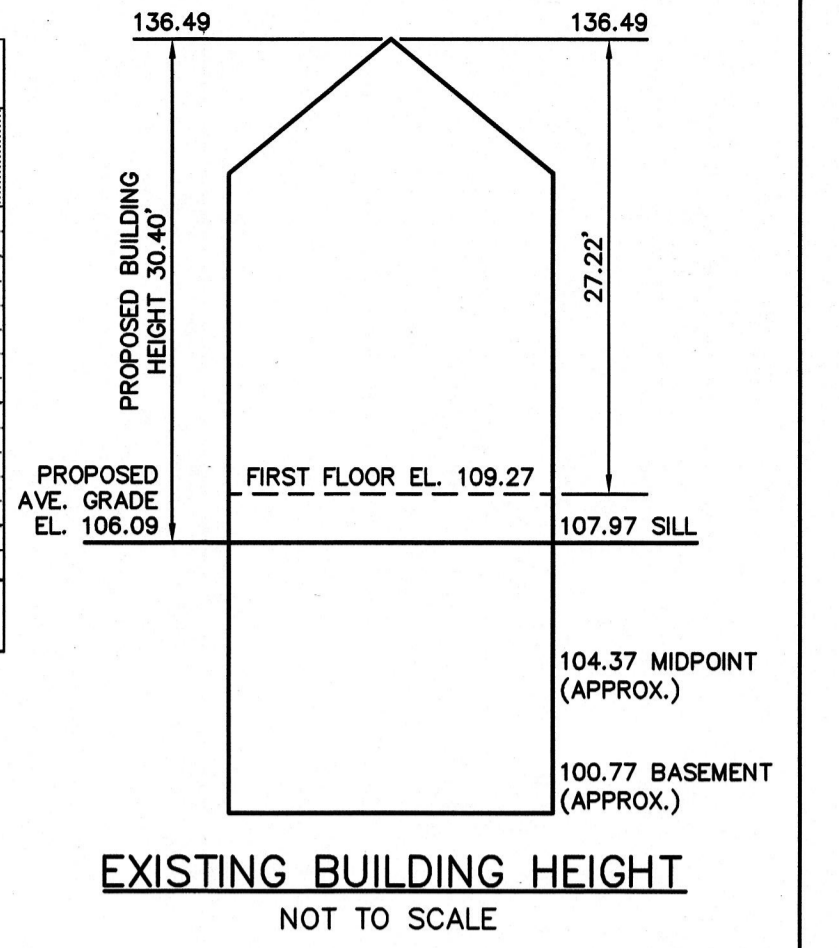 136.49
136.49
PROPOSED BUILDING
HEIGHT 30.40'
27.22'
PROPOSED
AVE. GRADE
EL. 106.09
FIRST FLOOR EL. 109.27
107.97 SILL
104.37 MIDPOINT
(APPROX.)
100.77 BASEMENT
(APPROX.)
EXISTING BUILDING HEIGHT
NOT TO SCALE